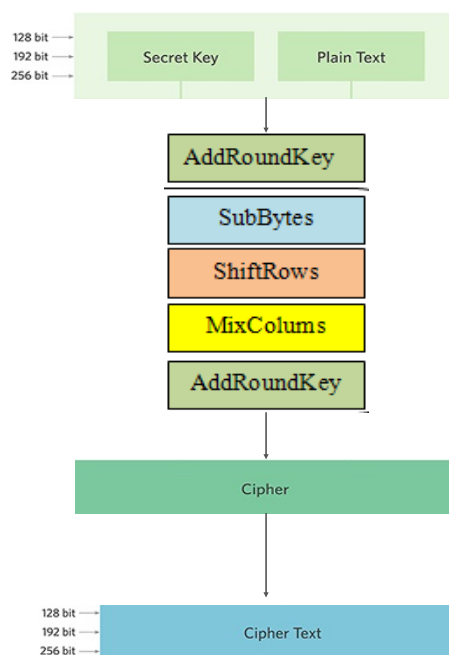 128 bit
192 bit
256 bit
Secret Key
Plain Text
AddRoundKey
SubBytes
ShiftRows
MixColums
AddRoundKey
Cipher
128 bit
192 bit
256 bit
Cipher Text